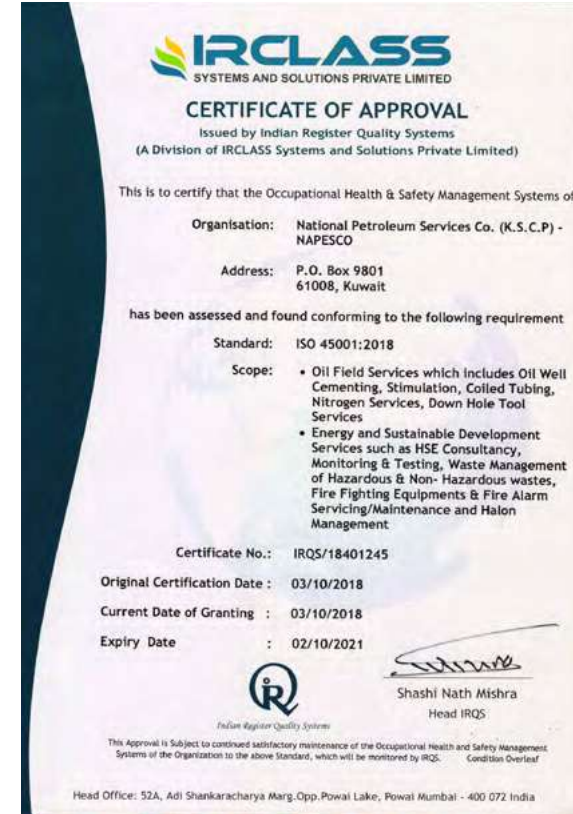 IRCLASS
SYSTEMS AND SOLUTIONS PRIVATE LIMITED
CERTIFICATE OF APPROVAL
Issued by Indian Register Quality Systems
(A Division of IRCLASS Systems and Solutions Private Limited)
This is to certify that the Occupational Health & Safety Management Systems of
Organisation: National Petroleum Services Co. (K.S.C.P) -
NAPESCO
Address: P.O. Box 9801
61008, Kuwait
has been assessed and found conforming to the following requirement
Standard: ISO 45001:2018
Scope: • Oil Field Services which includes Oil Well
Cementing, Stimulation, Coiled Tubing,
Nitrogen Services, Down Hole Tool
Services
• Energy and Sustainable Development
Services such as HSE Consultancy,
Monitoring & Testing, Waste Management
of Hazardous & Non- Hazardous wastes,
Fire Fighting Equipments & Fire Alarm
Servicing/Maintenance and Halon
Management
Certificate No.: IRQS/18401245
Original Certification Date : 03/10/2018
Current Date of Granting : 03/10/2018
Expiry Date : 02/10/2021
IRQ
Indian Register Quality Systems
Shashi Nath Mishra
Head IRQS
This Approval is Subject to continued satisfactory maintenance of the Occupational Health and Safety Management
Systems of the Organization to the above Standard, which will be monitored by IRQS. Condition Overleaf
Head Office: 52A, Adi Shankaracharya Marg.Opp.Powai Lake, Powai Mumbai - 400 072 India